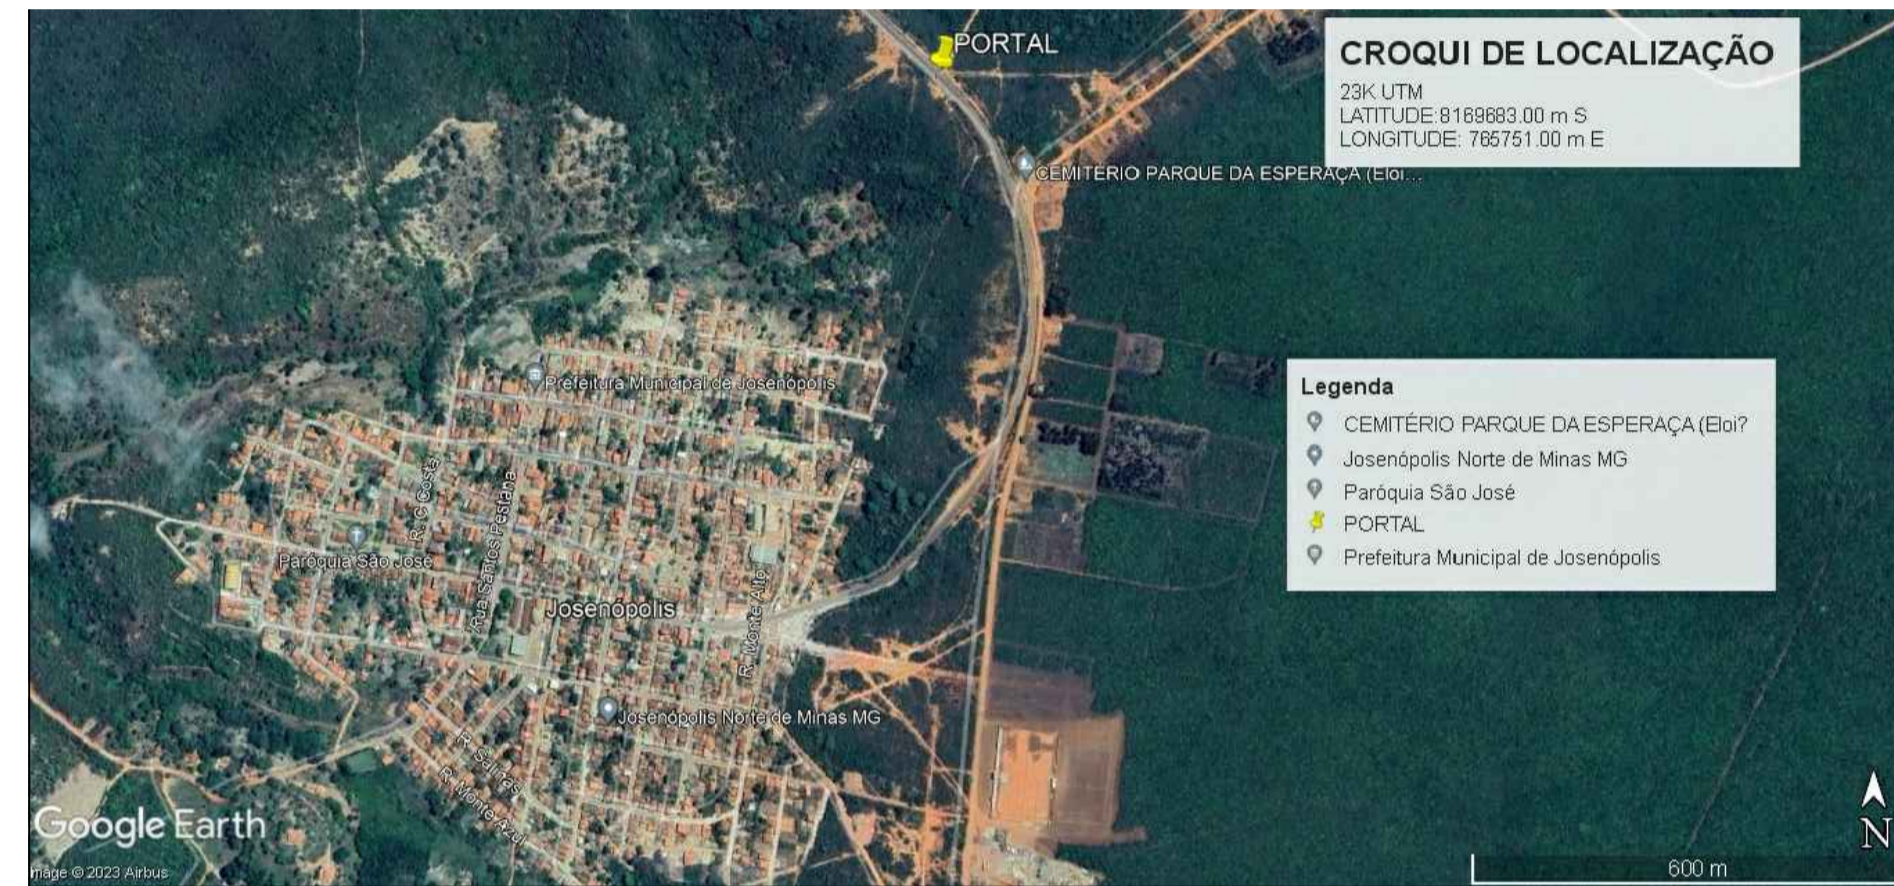 PORTAL
CROQUI DE LOCALIZAÇÃO
23K UTM
LATITUDE:8169683.00 m S
LONGITUDE: 765751.00 m E
CEMITÉRIO PARQUE DA ESPERAÇA (Eloi...
Prefeitura Municipal de Josenópolis
Legenda
CEMITÉRIO PARQUE DA ESPERAÇA (Eloi?
Josenópolis Norte de Minas MG
Paróquia São José
PORTAL
Prefeitura Municipal de Josenópolis
R. C Costa
Rua Santos Pestana
Paróquia São José
Josenópolis
R. Monte Alto
Josenópolis Norte de Minas MG
R. Salinas
R. Monte Azul
Google Earth
Image © 2023 Airbus
600 m
N